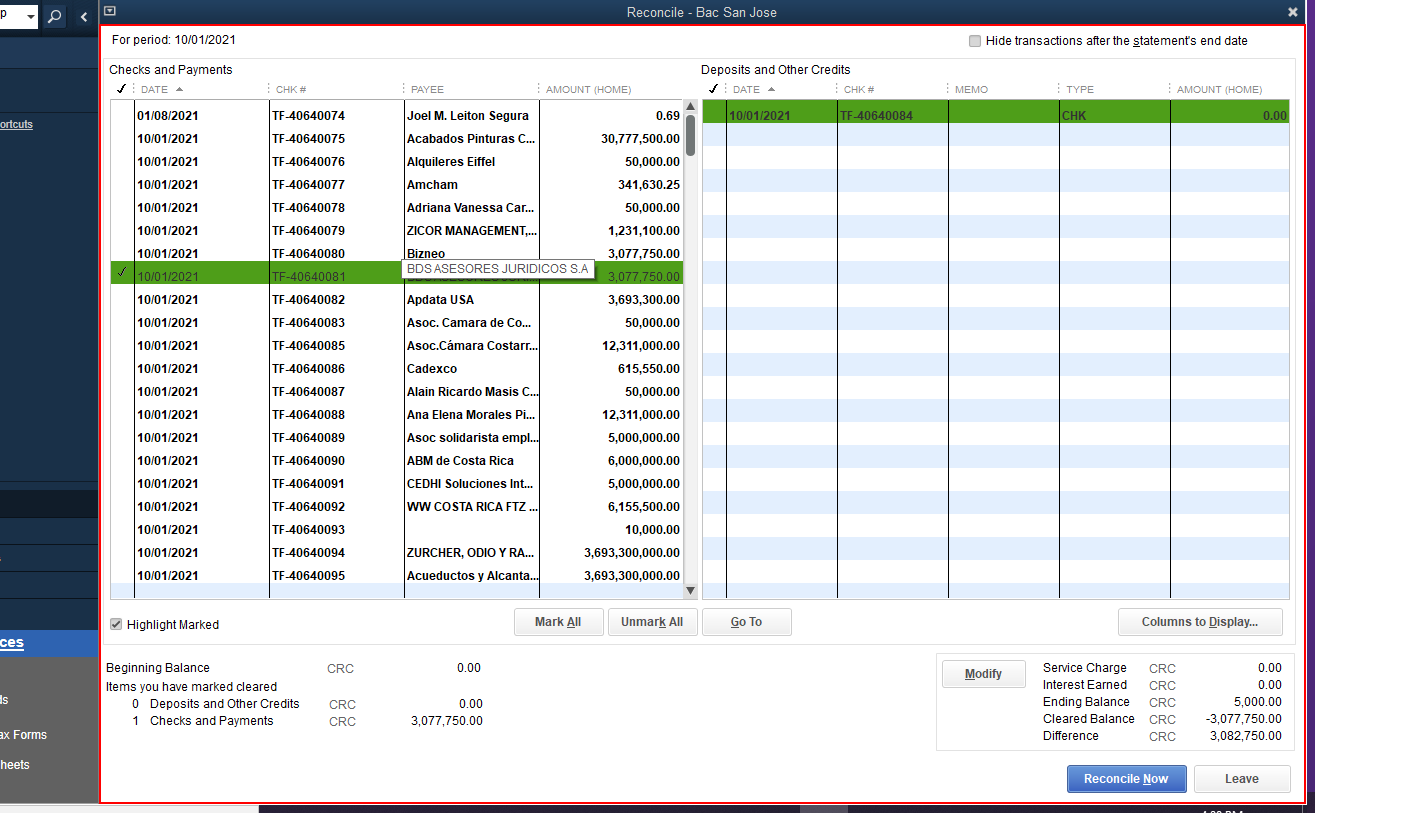 p
Reconcile - Bac San Jose
For period: 10/01/2021
Hide transactions after the statement's end date
ortcuts
Checks and Payments
DATE CHK # PAYEE AMOUNT (HOME)
01/08/2021 TF-40640074 Joel M. Leiton Segura 0.69
10/01/2021 TF-40640075 Acabados Pinturas C... 30,777,500.00
10/01/2021 TF-40640076 Alquileres Eiffel 50,000.00
10/01/2021 TF-40640077 Amcham 341,630.25
10/01/2021 TF-40640078 Adriana Vanessa Car... 50,000.00
10/01/2021 TF-40640079 ZICOR MANAGEMENT,... 1,231,100.00
10/01/2021 TF-40640080 Bizneo 3,077,750.00
BDS ASESORES JURIDICOS S.A
10/01/2021 TF-40640081 3,077,750.00
10/01/2021 TF-40640082 Apdata USA 3,693,300.00
10/01/2021 TF-40640083 Asoc. Camara de Co... 50,000.00
10/01/2021 TF-40640085 Asoc.Cámara Costarr... 12,311,000.00
10/01/2021 TF-40640086 Cadexco 615,550.00
10/01/2021 TF-40640087 Alain Ricardo Masis C... 50,000.00
10/01/2021 TF-40640088 Ana Elena Morales Pi... 12,311,000.00
10/01/2021 TF-40640089 Asoc solidarista empl... 5,000,000.00
10/01/2021 TF-40640090 ABM de Costa Rica 6,000,000.00
10/01/2021 TF-40640091 CEDHI Soluciones Int... 5,000,000.00
10/01/2021 TF-40640092 WW COSTA RICA FTZ ... 6,155,500.00
10/01/2021 TF-40640093 10,000.00
10/01/2021 TF-40640094 ZURCHER, ODIO Y RA... 3,693,300,000.00
10/01/2021 TF-40640095 Acueductos y Alcanta... 3,693,300,000.00
Deposits and Other Credits
DATE CHK # MEMO TYPE AMOUNT (HOME)
10/01/2021 TF-40640084 CHK 0.00
Highlight Marked
Mark All
Unmark All
Go To
Columns to Display...
ces
ds
ax Forms
heets
Beginning Balance CRC 0.00
Items you have marked cleared
0 Deposits and Other Credits CRC 0.00
1 Checks and Payments CRC 3,077,750.00
Modify
Service Charge CRC 0.00
Interest Earned CRC 0.00
Ending Balance CRC 5,000.00
Cleared Balance CRC -3,077,750.00
Difference CRC 3,082,750.00
Reconcile Now
Leave